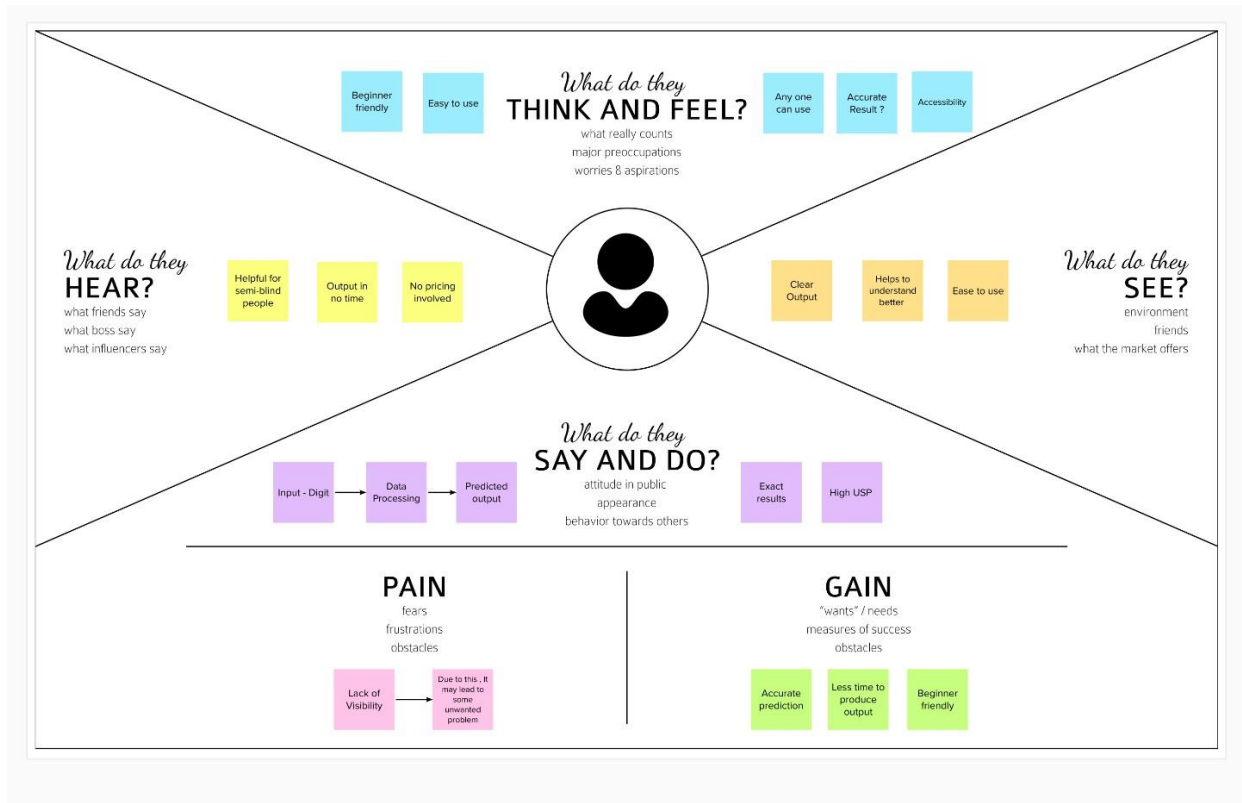 What do they
THINK AND FEEL?
what really counts
major preoccupations
worries & aspirations
Beginner
friendly
Easy to use
Any one
can use
Accurate
Result ?
Accessibility
What do they
HEAR?
what friends say
what boss say
what influencers say
Helpful for
semi-blind
people
Output in
no time
No pricing
involved
Clear
Output
Helps to
understand
better
Ease to use
What do they
SEE?
environment
friends
what the market offers
What do they
SAY AND DO?
attitude in public
appearance
behavior towards others
Input - Digit
Data
Processing
Predicted
output
Exact
results
High USP
PAIN
fears
frustrations
obstacles
Lack of
Visibility
Due to this , It
may lead to
some
unwanted
problem
GAIN
"wants" / needs
measures of success
obstacles
Accurate
prediction
Less time to
produce
output
Beginner
friendly